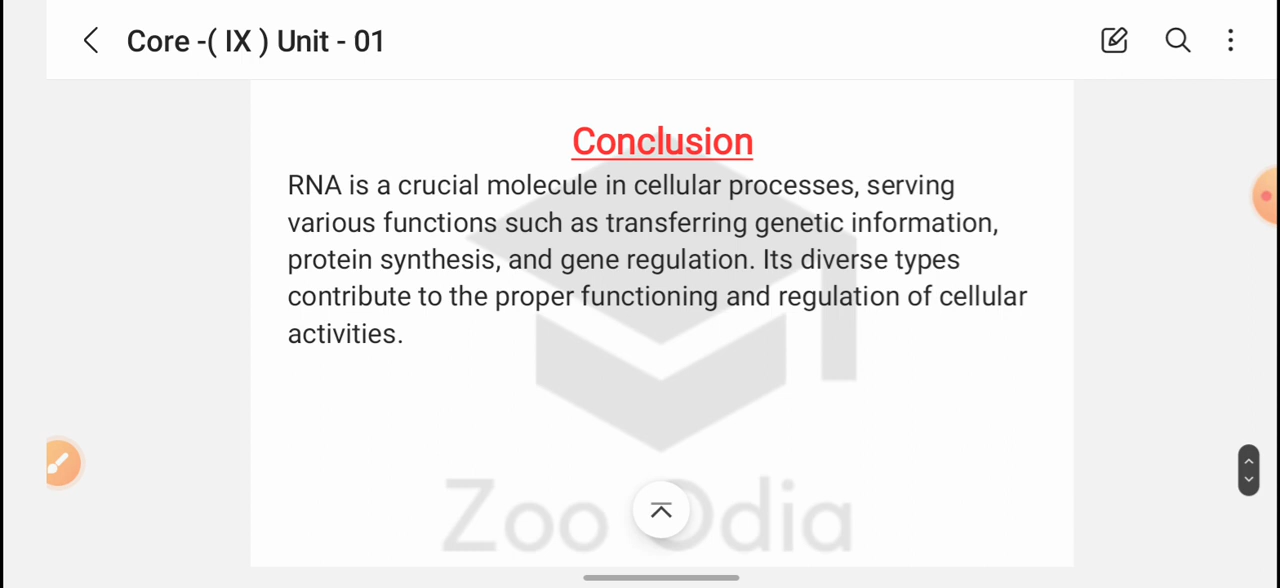 Core -( IX ) Unit - 01
Conclusion
RNA is a crucial molecule in cellular processes, serving
various functions such as transferring genetic information,
protein synthesis, and gene regulation. Its diverse types
contribute to the proper functioning and regulation of cellular
activities.
Zoo Odia